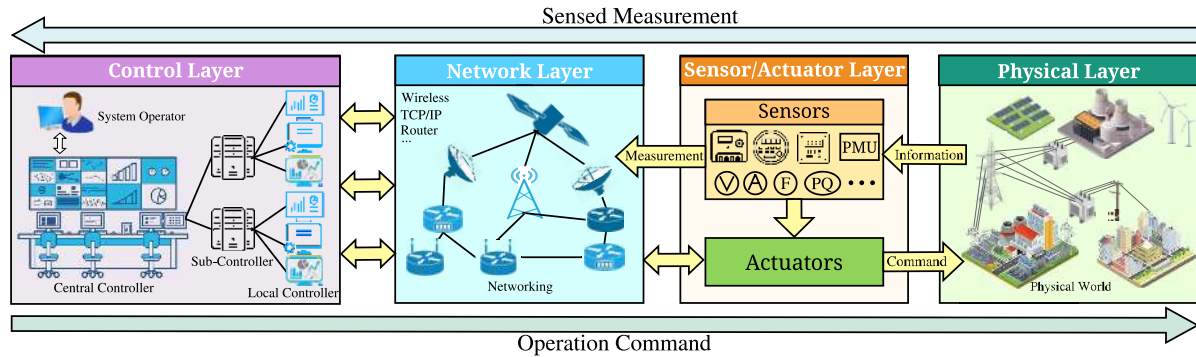 Sensed Measurement
Control Layer
System Operator
Sub-Controller
Central Controller
Local Controller
Network Layer
Wireless
TCP/IP
Router
...
Networking
Sensor/Actuator Layer
Sensors
PMU
V A F PQ ...
Measurement
Information
Actuators
Command
Physical Layer
Physical World
Operation Command